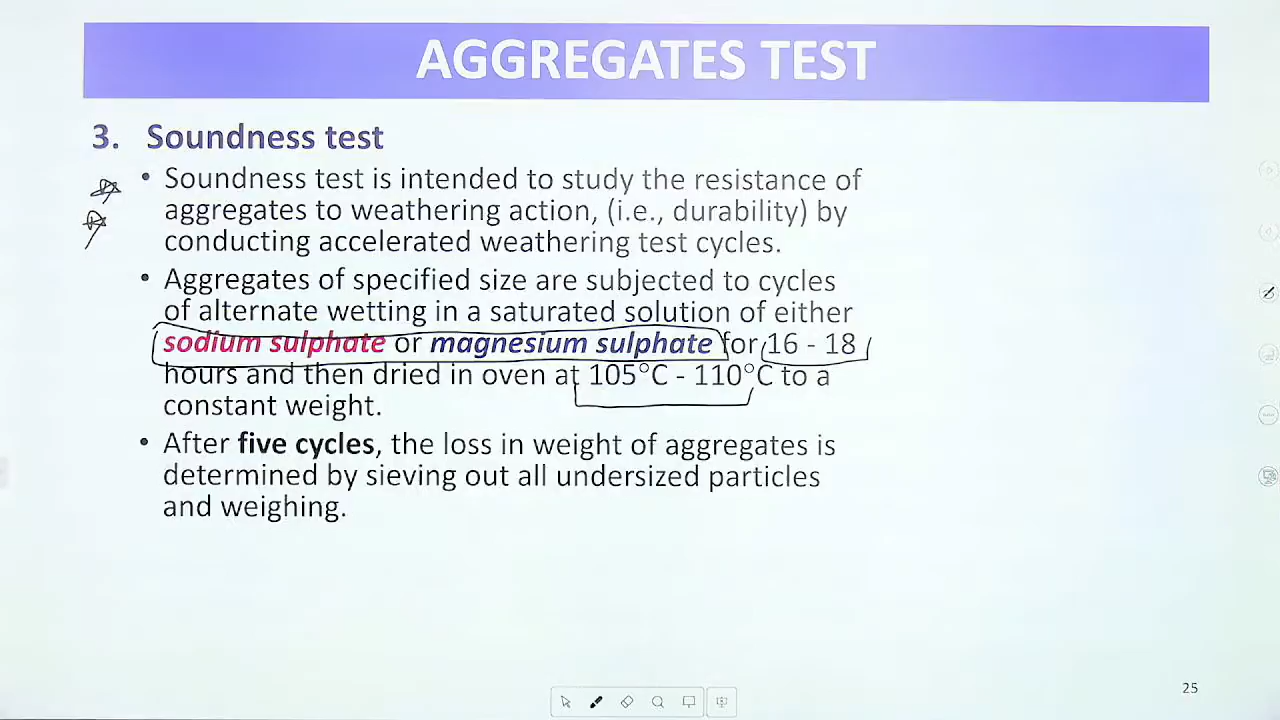 AGGREGATES TEST
3. Soundness test
• Soundness test is intended to study the resistance of
aggregates to weathering action, (i.e., durability) by
conducting accelerated weathering test cycles.
• Aggregates of specified size are subjected to cycles
of alternate wetting in a saturated solution of either
sodium sulphate or magnesium sulphate for 16 - 18
hours and then dried in oven at 105°C - 110°C to a
constant weight.
• After five cycles, the loss in weight of aggregates is
determined by sieving out all undersized particles
and weighing.
25